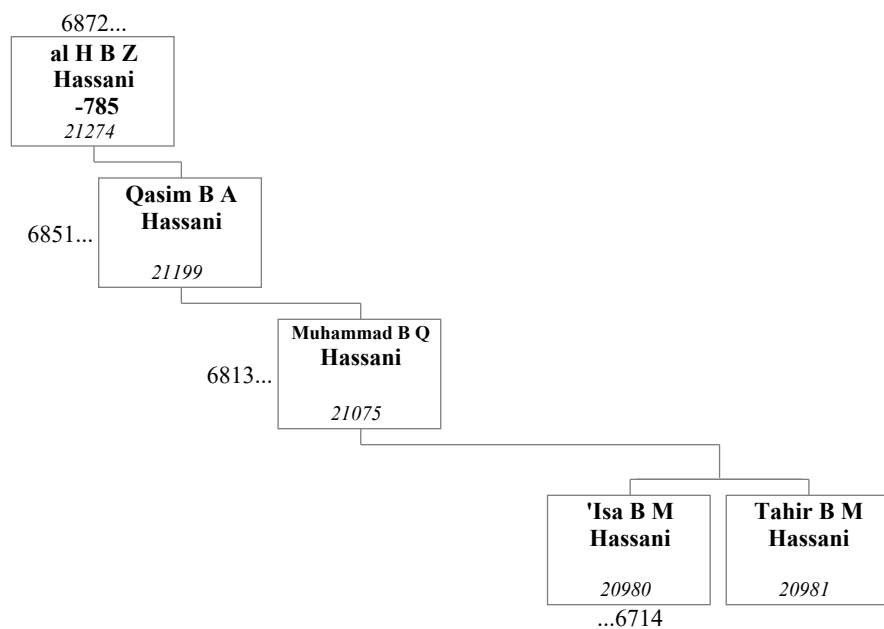 6872...
al H B Z
Hassani
-785
21274
Qasim B A
Hassani
6851...
21199
Muhammad B Q
Hassani
6813...
21075
'Isa B M
Hassani
20980
...6714
Tahir B M
Hassani
20981